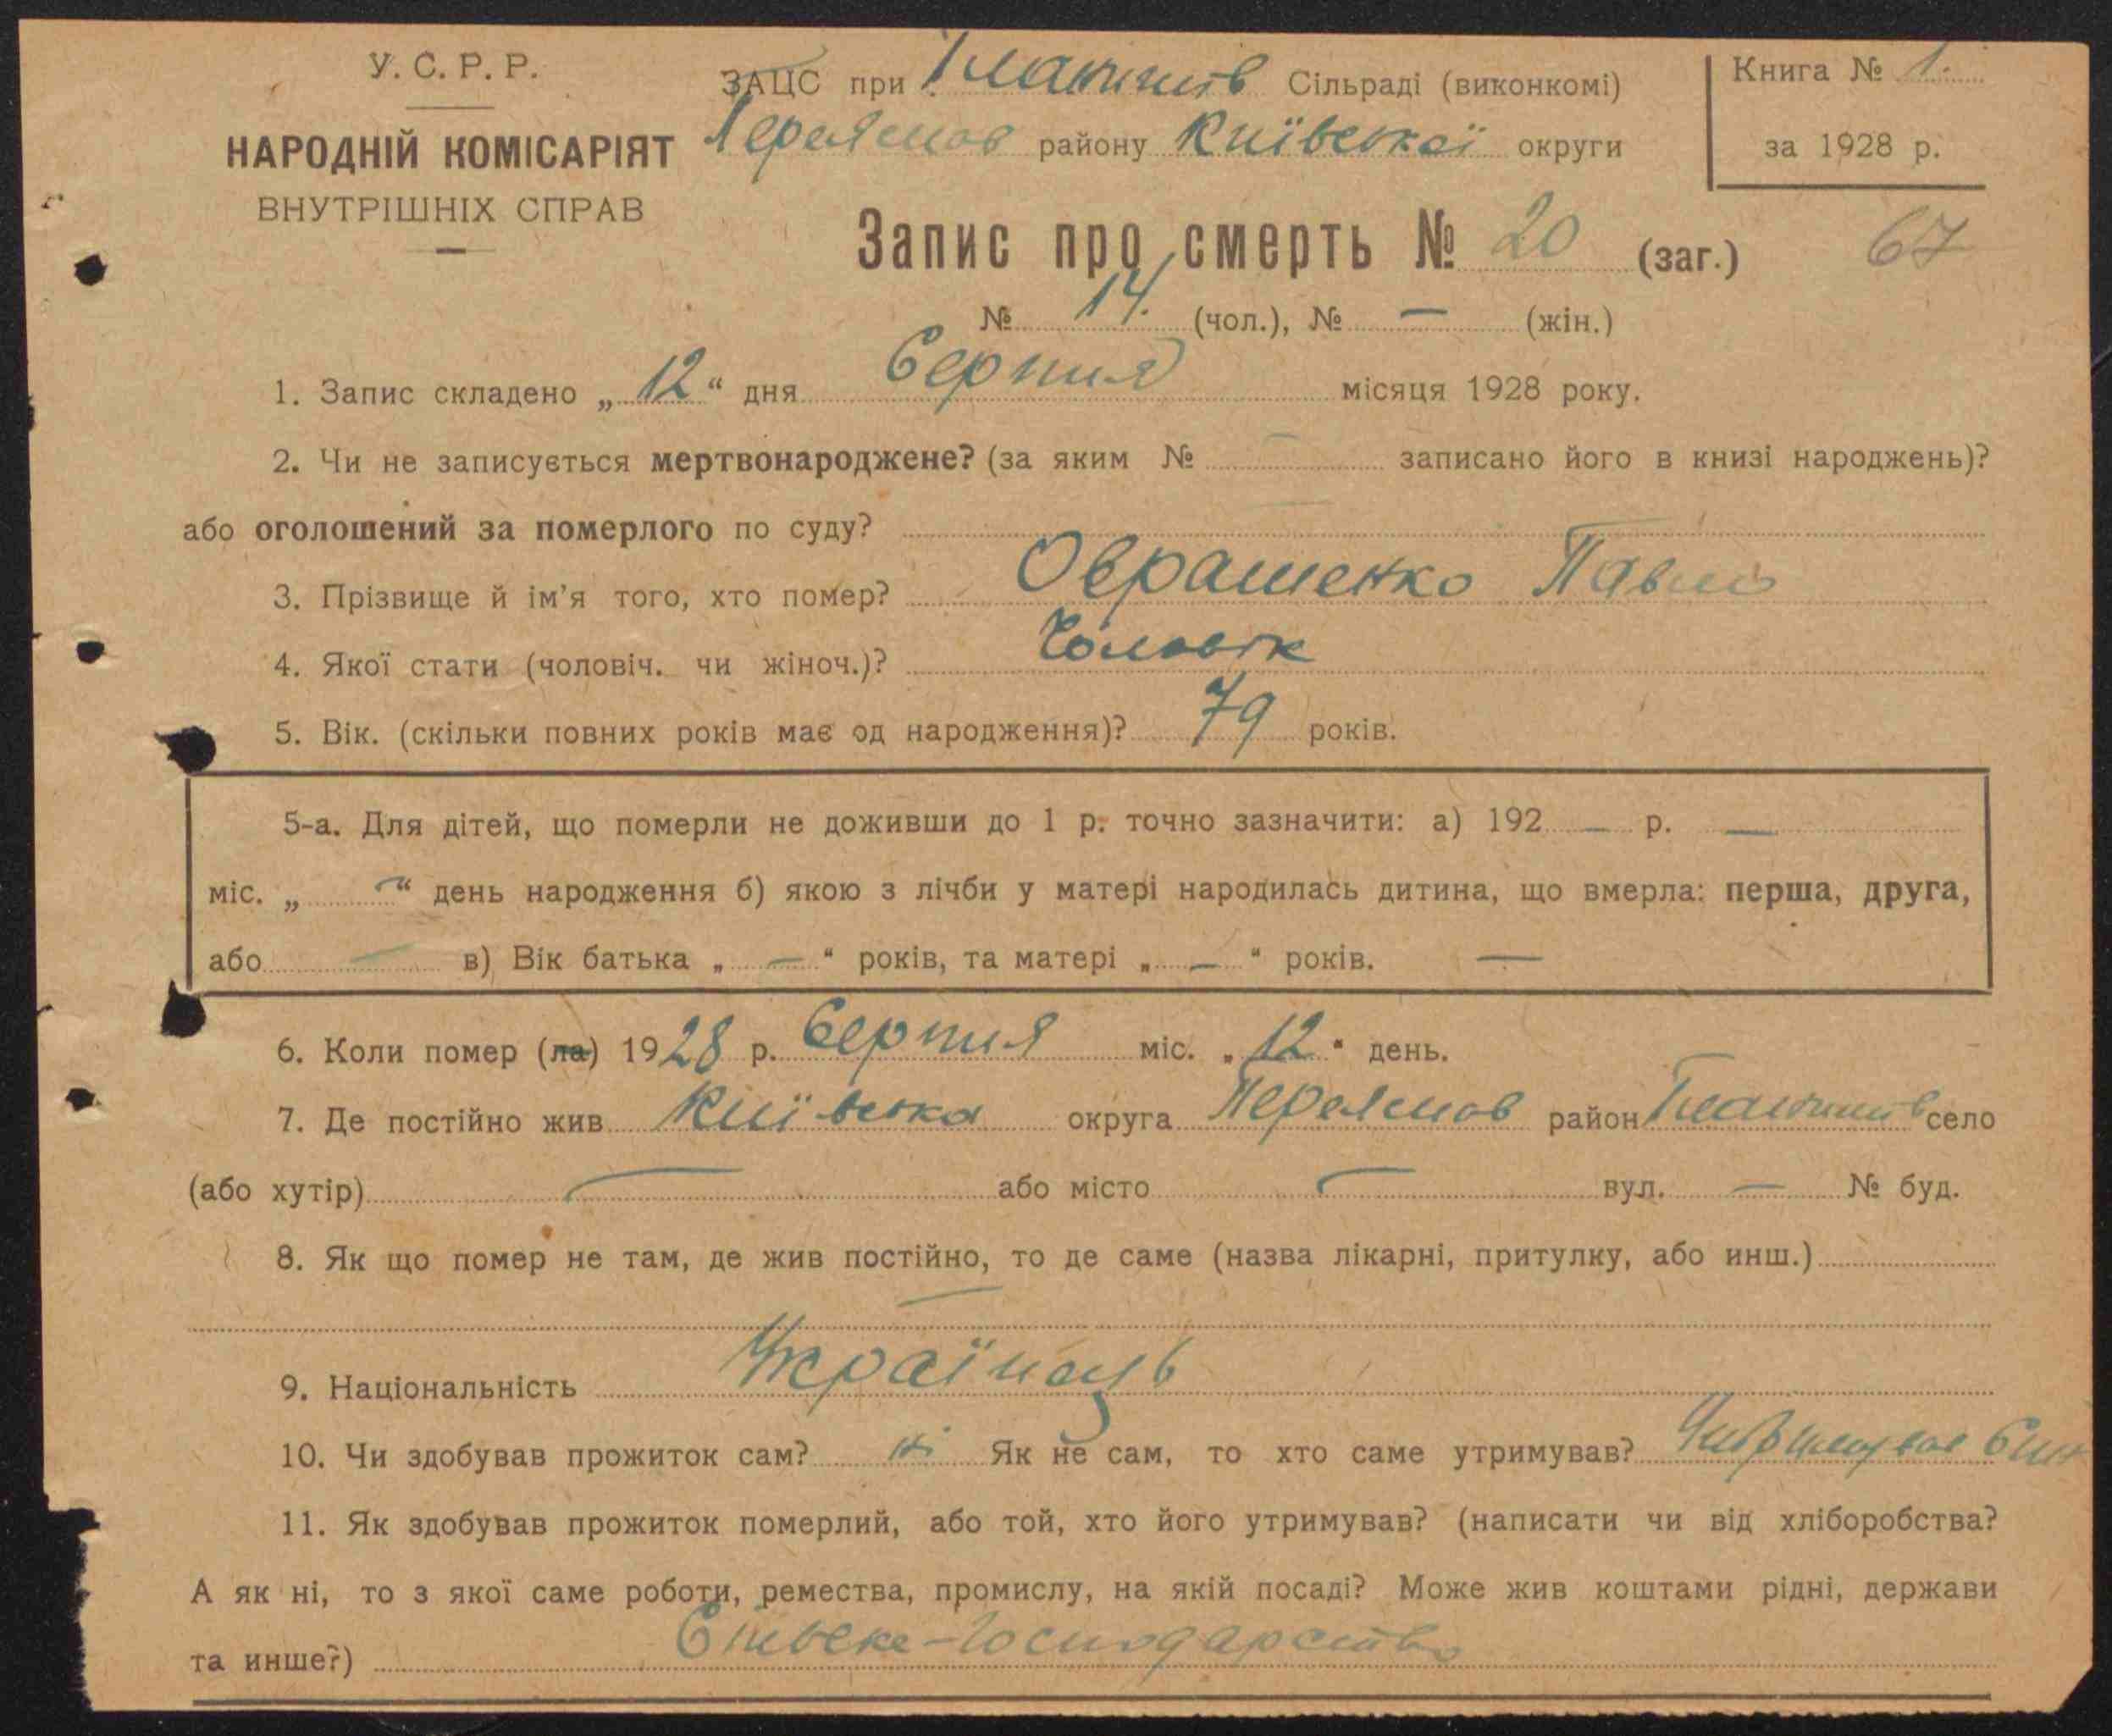 У. С. Р. Р.
НАРОДНІЙ КОМІСАРІЯТ
ВНУТРІШНІХ СПРАВ
ЗАЦС при Сільраді (виконкомі)
району Київської округи
Книга № 1.
за 1928 р.
Запис про смерть № 20 (заг.)
67
№ 14. (чол.), № — (жін.)
1. Запис складено „12“ дня Серпня місяця 1928 року.
2. Чи не записується мертвонароджене? (за яким № — записано його в книзі народжень)?
або оголошений за померлого по суду?
3. Прізвище й ім’я того, хто помер? Овраменко Павло
4. Якої стати (чоловіч. чи жіноч.)? Чоловік
5. Вік. (скільки повних років має од народження)? 79 років.
5-а. Для дітей, що померли не доживши до 1 р. точно зазначити: а) 192 — р. —
міс. „ — “ день народження б) якою з лічби у матері народилась дитина, що вмерла: перша, друга,
або — в) Вік батька „ — “ років, та матері „ — “ років. —
6. Коли помер (ла) 1928 р. Серпня міс. „12“ день.
7. Де постійно жив Київська округа район село
(або хутір) — або місто — вул. — № буд.
8. Як що помер не там, де жив постійно, то де саме (назва лікарні, притулку, або инш.)
—
9. Національність Українець
10. Чи здобував прожиток сам? ні Як не сам, то хто саме утримував? Син
11. Як здобував прожиток померлий, або той, хто його утримував? (написати чи від хліборобства?
А як ні, то з якої саме роботи, ремества, промислу, на якій посаді? Може жив коштами рідні, держави
та инше?) Сільске-Господарство